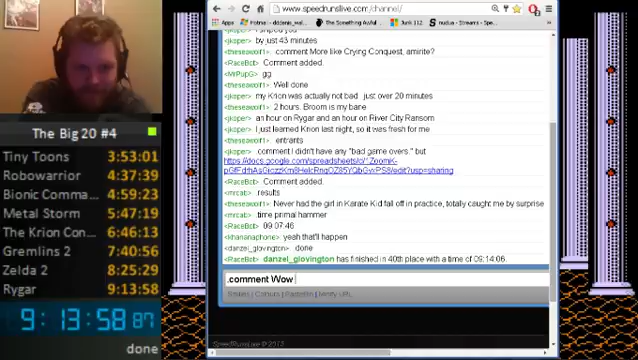 www.speedrunslive.com/channel/
<jkoper> by just 43 minutes
<theseawolf1> comment More like Crying Conquest, amirite?
<RaceBot> Comment added.
<MrPupG> gg
<theseawolf1> Well done
<jkoper> my Krion was actually not bad just over 20 minutes
<theseawolf1> 2 hours. Broom is my bane
<jkoper> an hour on Rygar and an hour on River City Ransom
<jkoper> I just learned Krion last night, so it was fresh for me
<theseawolf1> .entrants
<jkoper> .comment I didn't have any "bad game overs." but
<RaceBot> Comment added.
<mrcab> .results
<theseawolf1> Never had the girl in Karate Kid fall off in practice, totally caught me by surprise
<mrcab> .time primal hammer
<RaceBot> 09:07:46
<khananaphone> yeah that'll happen
<danzel_glovington> .done
<RaceBot> danzel_glovington has finished in 40th place with a time of 09:14:06.
.comment Wow
The Big 20 #4
Tiny Toons 3:53:01
Robowarrior 4:37:39
Bionic Comma... 4:59:23
Metal Storm 5:47:19
The Krion Con... 6:46:13
Gremlins 2 7:40:56
Zelda 2 8:25:29
Rygar 9:13:58
9:13:58 87
done